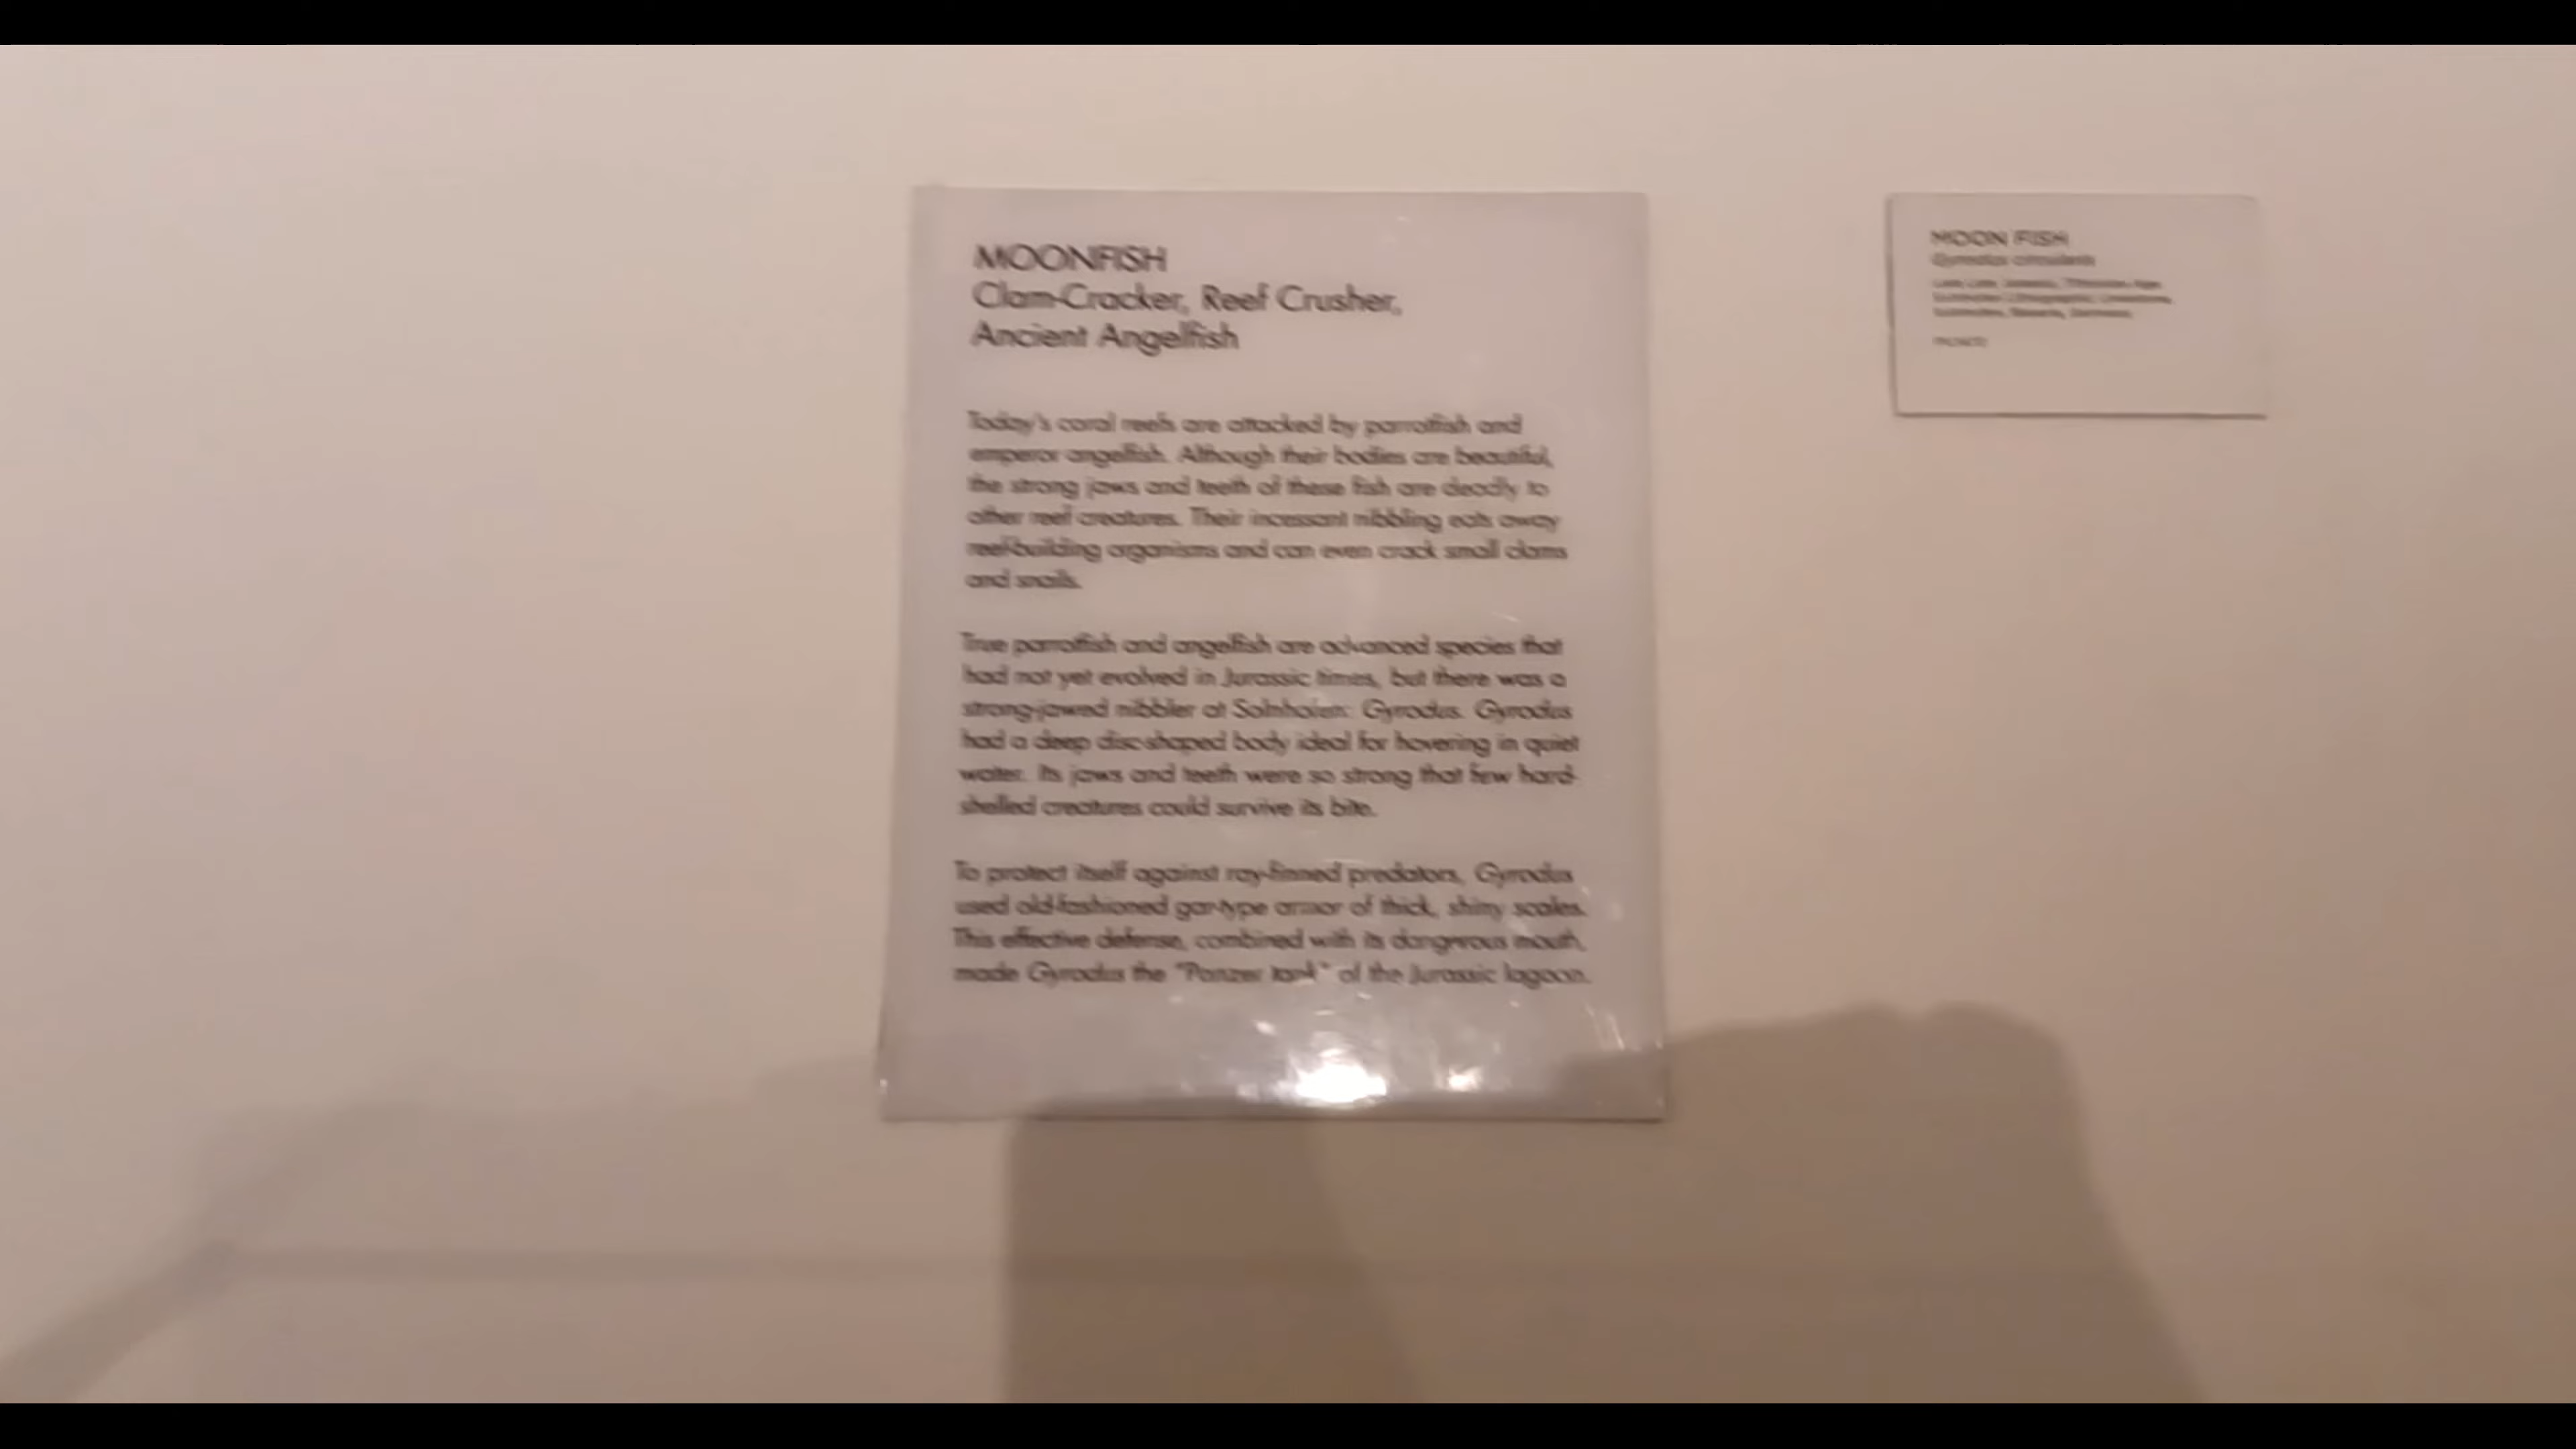 MOONFISH
Clam-Cracker, Reef Crusher,
Ancient Angelfish
Today's coral reefs are attacked by parrotfish and
emperor angelfish. Although their bodies are beautiful,
the strong jaws and teeth of these fish are deadly to
other reef creatures. Their incessant nibbling eats away
reef-building organisms and can even crack small clams
and snails.
True parrotfish and angelfish are advanced species that
had not yet evolved in Jurassic times, but there was a
strong-jawed nibbler at Solnhofen: Gyrodus. Gyrodus
had a deep disc-shaped body ideal for hovering in quiet
water. Its jaws and teeth were so strong that few hard-
shelled creatures could survive its bite.
To protect itself against ray-finned predators, Gyrodus
used old-fashioned gar-type armor of thick, shiny scales.
This effective defense, combined with its dangerous mouth,
made Gyrodus the "Panzer tank" of the Jurassic lagoon.
MOON FISH
Gyrodus
Solnhofen Lithographic Limestone,
Solnhofen, Bavaria, Germany